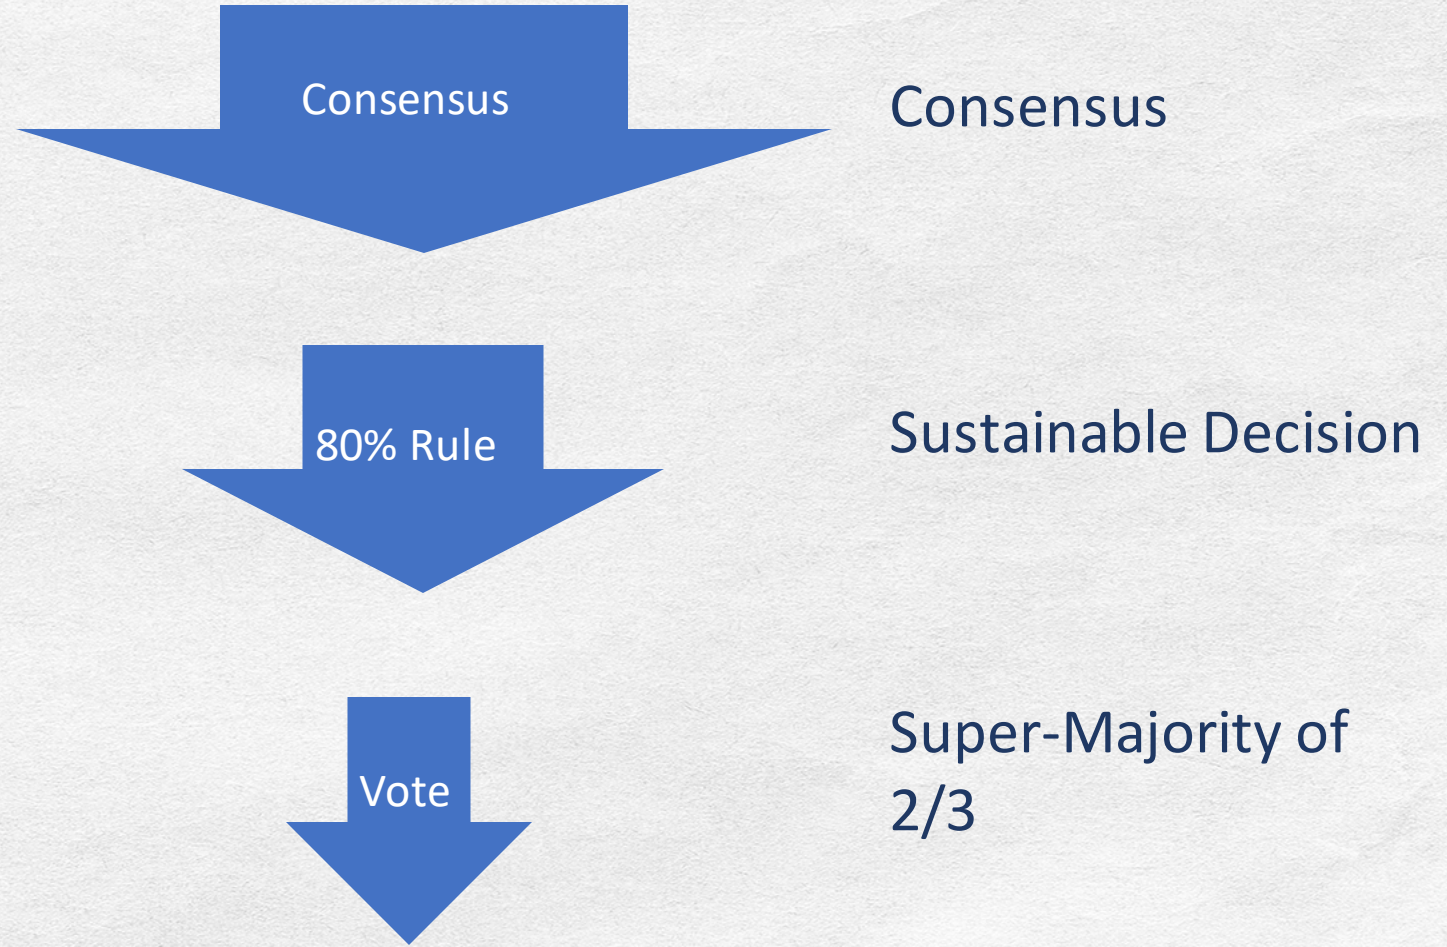 Consensus
Consensus
80% Rule
Sustainable Decision
Vote
Super-Majority of
2/3